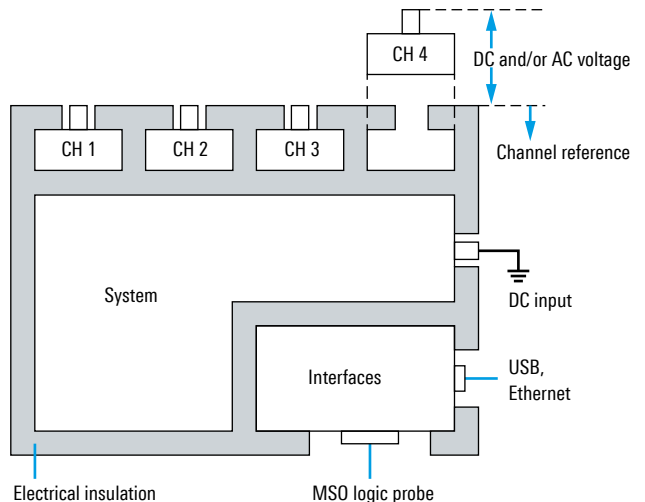 CH 4
DC and/or AC voltage
CH 1
CH 2
CH 3
Channel reference
System
DC input
Interfaces
USB,
Ethernet
Electrical insulation
MSO logic probe